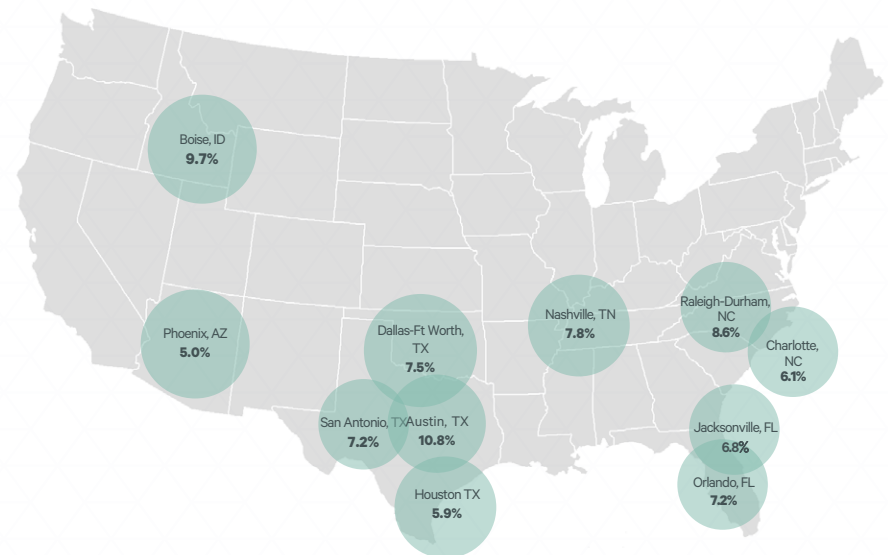 Boise, ID
9.7%
Phoenix, AZ
5.0%
Dallas-Ft Worth,
TX
7.5%
Nashville, TN
7.8%
Raleigh-Durham,
NC
8.6%
Charlotte,
NC
6.1%
San Antonio, TX
7.2%
Austin, TX
10.8%
Jacksonville, FL
6.8%
Houston TX
5.9%
Orlando, FL
7.2%